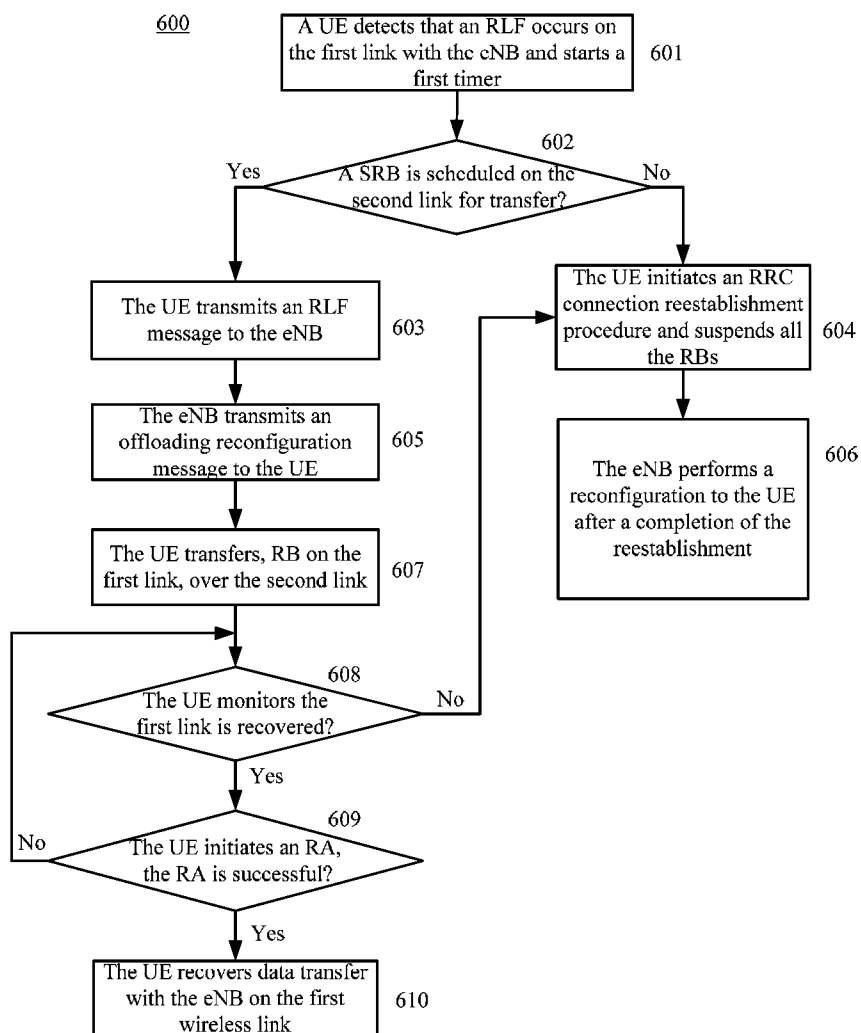 600
A UE detects that an RLF occurs on
the first link with the eNB and starts a
first timer
601
602
Yes
A SRB is scheduled on the
second link for transfer?
No
The UE transmits an RLF
message to the eNB
603
The UE initiates an RRC
connection reestablishment
procedure and suspends all
the RBs
604
The eNB transmits an
offloading reconfiguration
message to the UE
605
606
The eNB performs a
reconfiguration to the UE
after a completion of the
reestablishment
The UE transfers, RB on the
first link, over the second link
607
608
The UE monitors the
first link is recovered?
No
Yes
609
No
The UE initiates an RA,
the RA is successful?
Yes
The UE recovers data transfer
with the eNB on the first
wireless link
610